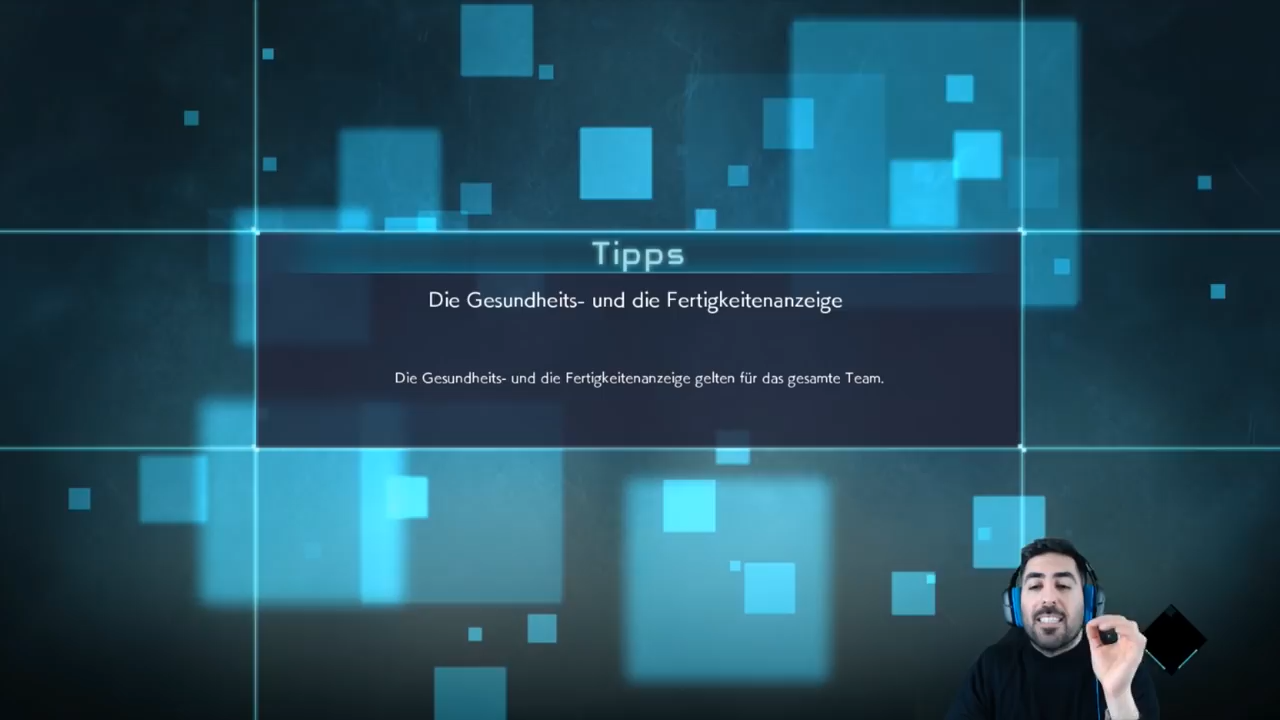 Tipps
Die Gesundheits- und die Fertigkeitenanzeige
Die Gesundheits- und die Fertigkeitenanzeige gelten für das gesamte Team.